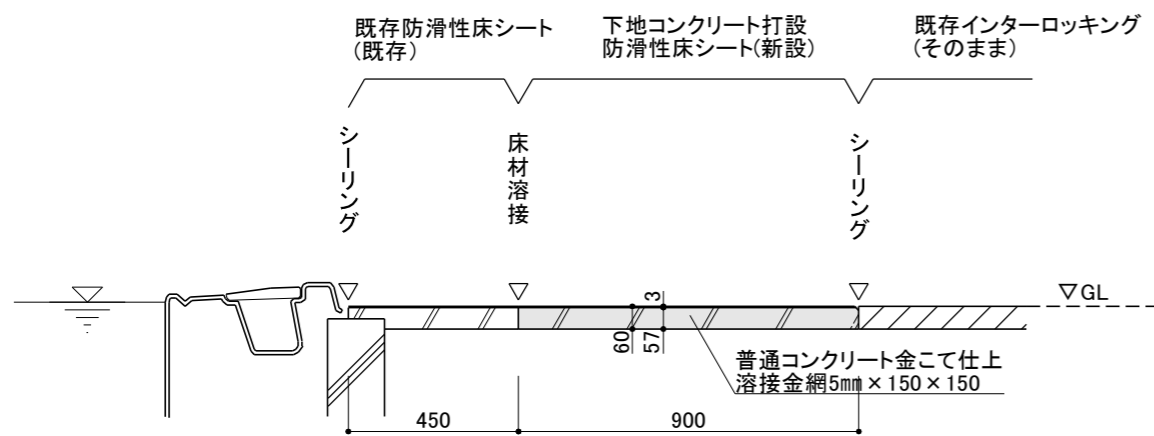 既存防滑性床シート
(既存)
下地コンクリート打設
防滑性床シート(新設)
既存インターロッキング
(そのまま)
シーリング
床材溶接
シーリング
▽GL
3
60
57
普通コンクリート金こて仕上
溶接金網5mm×150×150
450
900